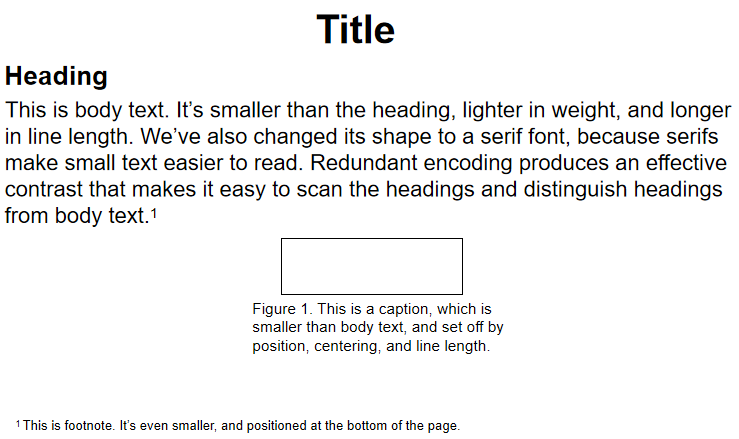 Title
Heading
This is body text. It’s smaller than the heading, lighter in weight, and longer
in line length. We’ve also changed its shape to a serif font, because serifs
make small text easier to read. Redundant encoding produces an effective
contrast that makes it easy to scan the headings and distinguish headings
from body text.¹
Figure 1. This is a caption, which is
smaller than body text, and set off by
position, centering, and line length.
¹ This is footnote. It’s even smaller, and positioned at the bottom of the page.